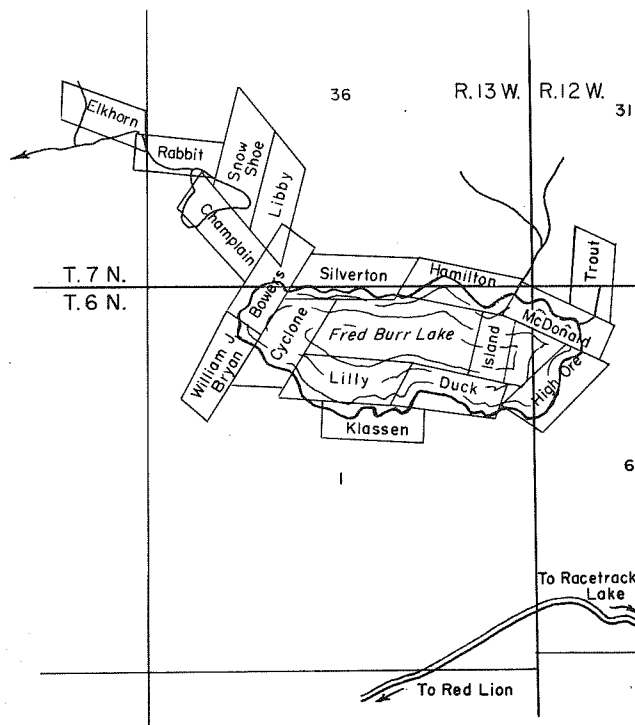 36
R.13 W.
R.12 W.
31
Elkhorn
Rabbit
Snow
Shoe
Libby
Champlain
Trout
T. 7 N.
T. 6 N.
Bowers
Silverton
Hamilton
McDonald
Cyclone
Fred Burr Lake
Island
William J.
Bryan
Lilly
Duck
High Ore
Klassen
1
6
To Racetrack
Lake
To Red Lion